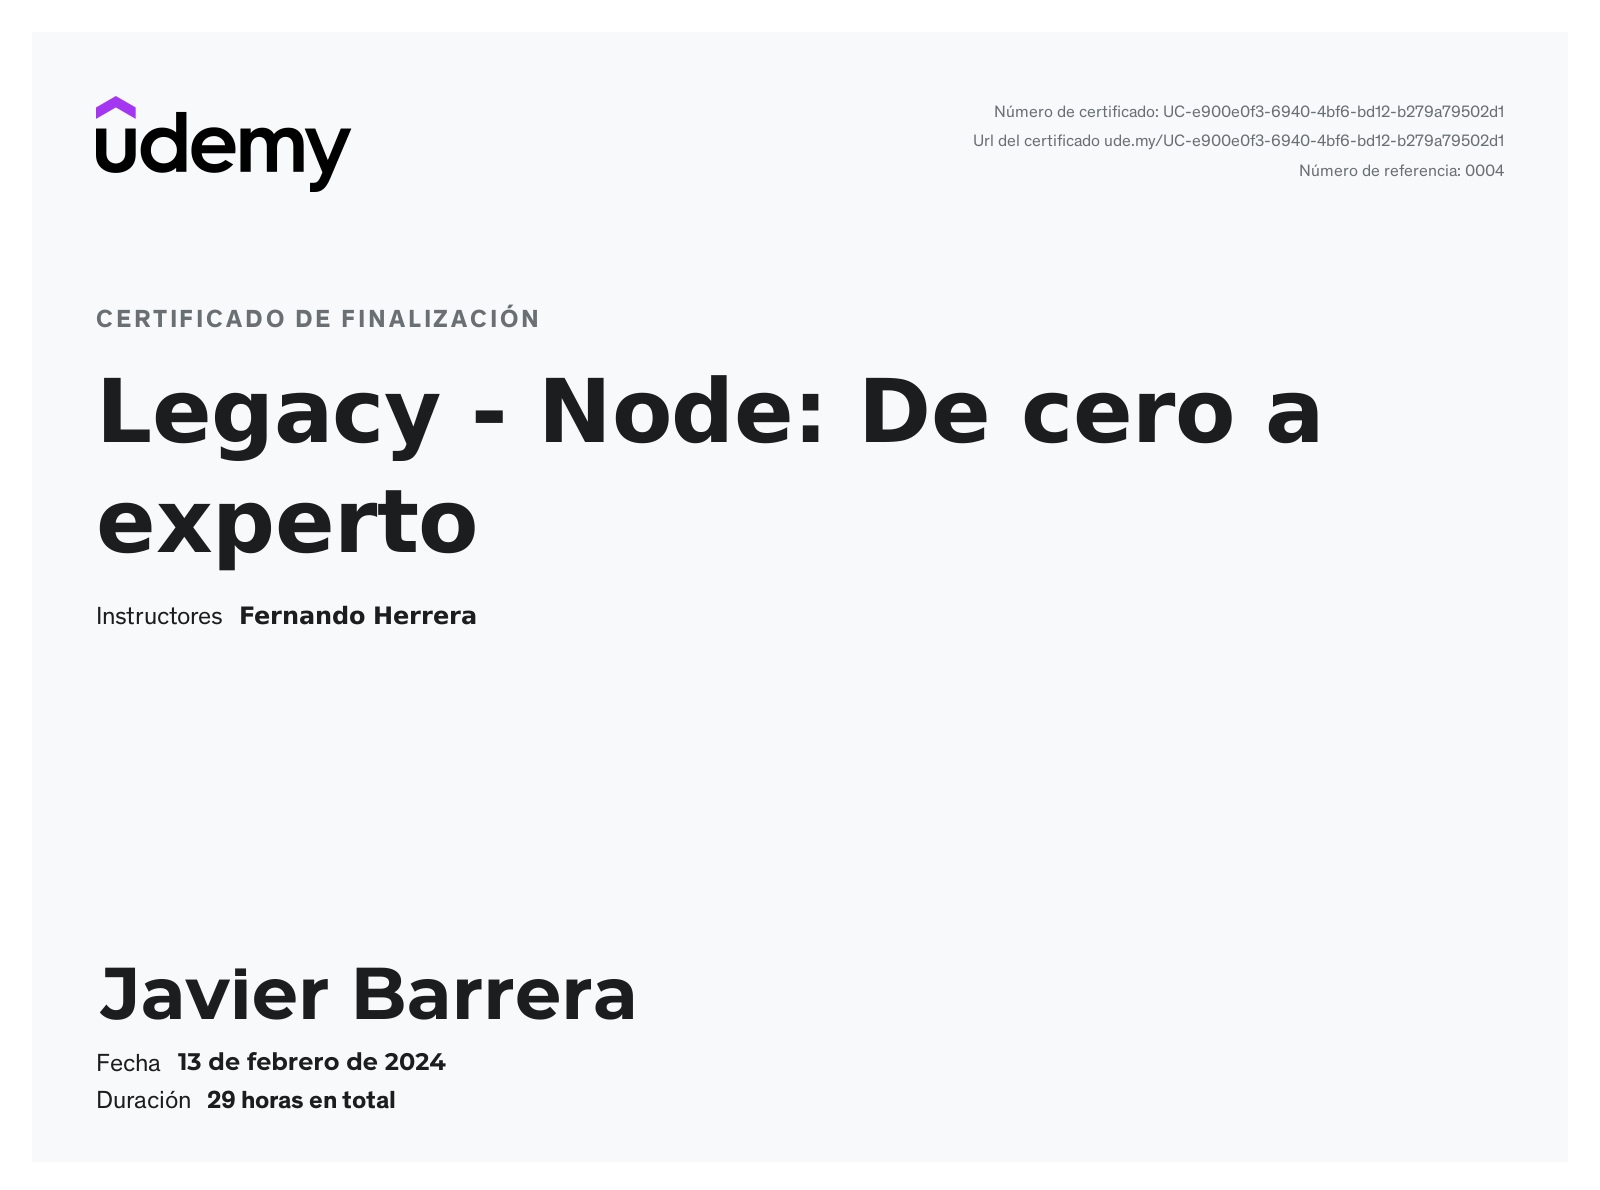 udemy
Número de certificado: UC-e900e0f3-6940-4bf6-bd12-b279a79502d1
Url del certificado ude.my/UC-e900e0f3-6940-4bf6-bd12-b279a79502d1
Número de referencia: 0004
CERTIFICADO DE FINALIZACIÓN
Legacy - Node: De cero a
experto
Instructores Fernando Herrera
Javier Barrera
Fecha 13 de febrero de 2024
Duración 29 horas en total